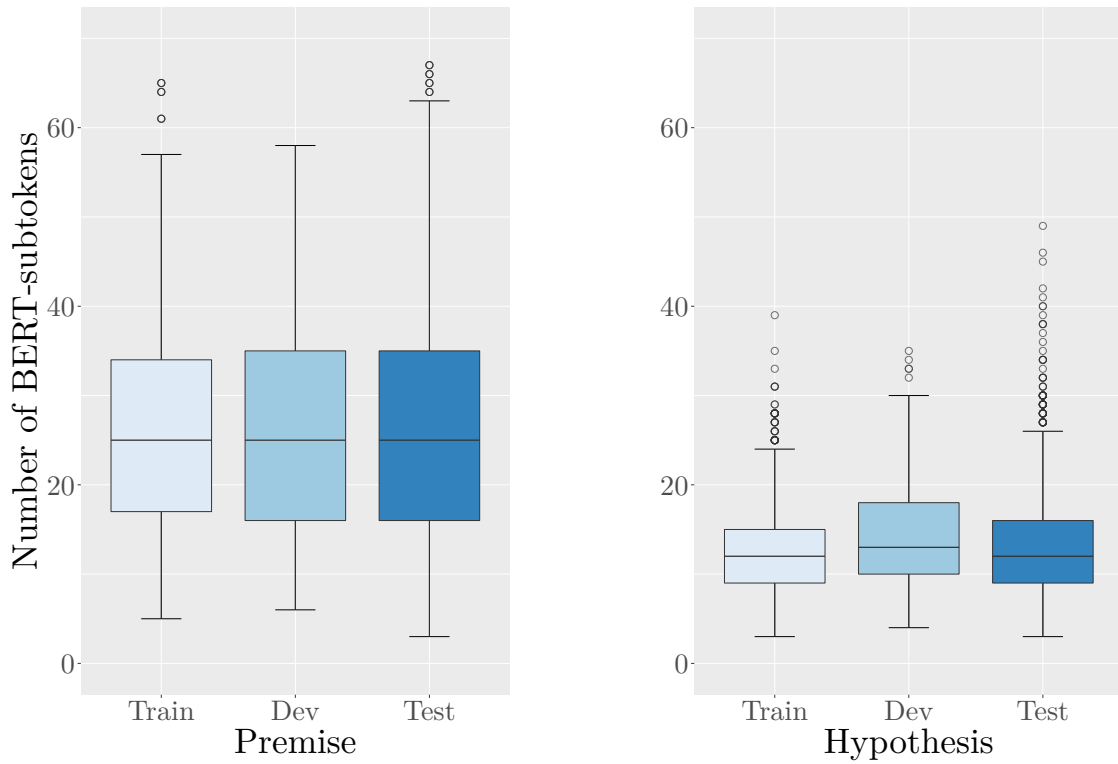 Number of BERT-subtokens
60
40
20
0
Train Dev Test
Premise
60
40
20
0
Train Dev Test
Hypothesis